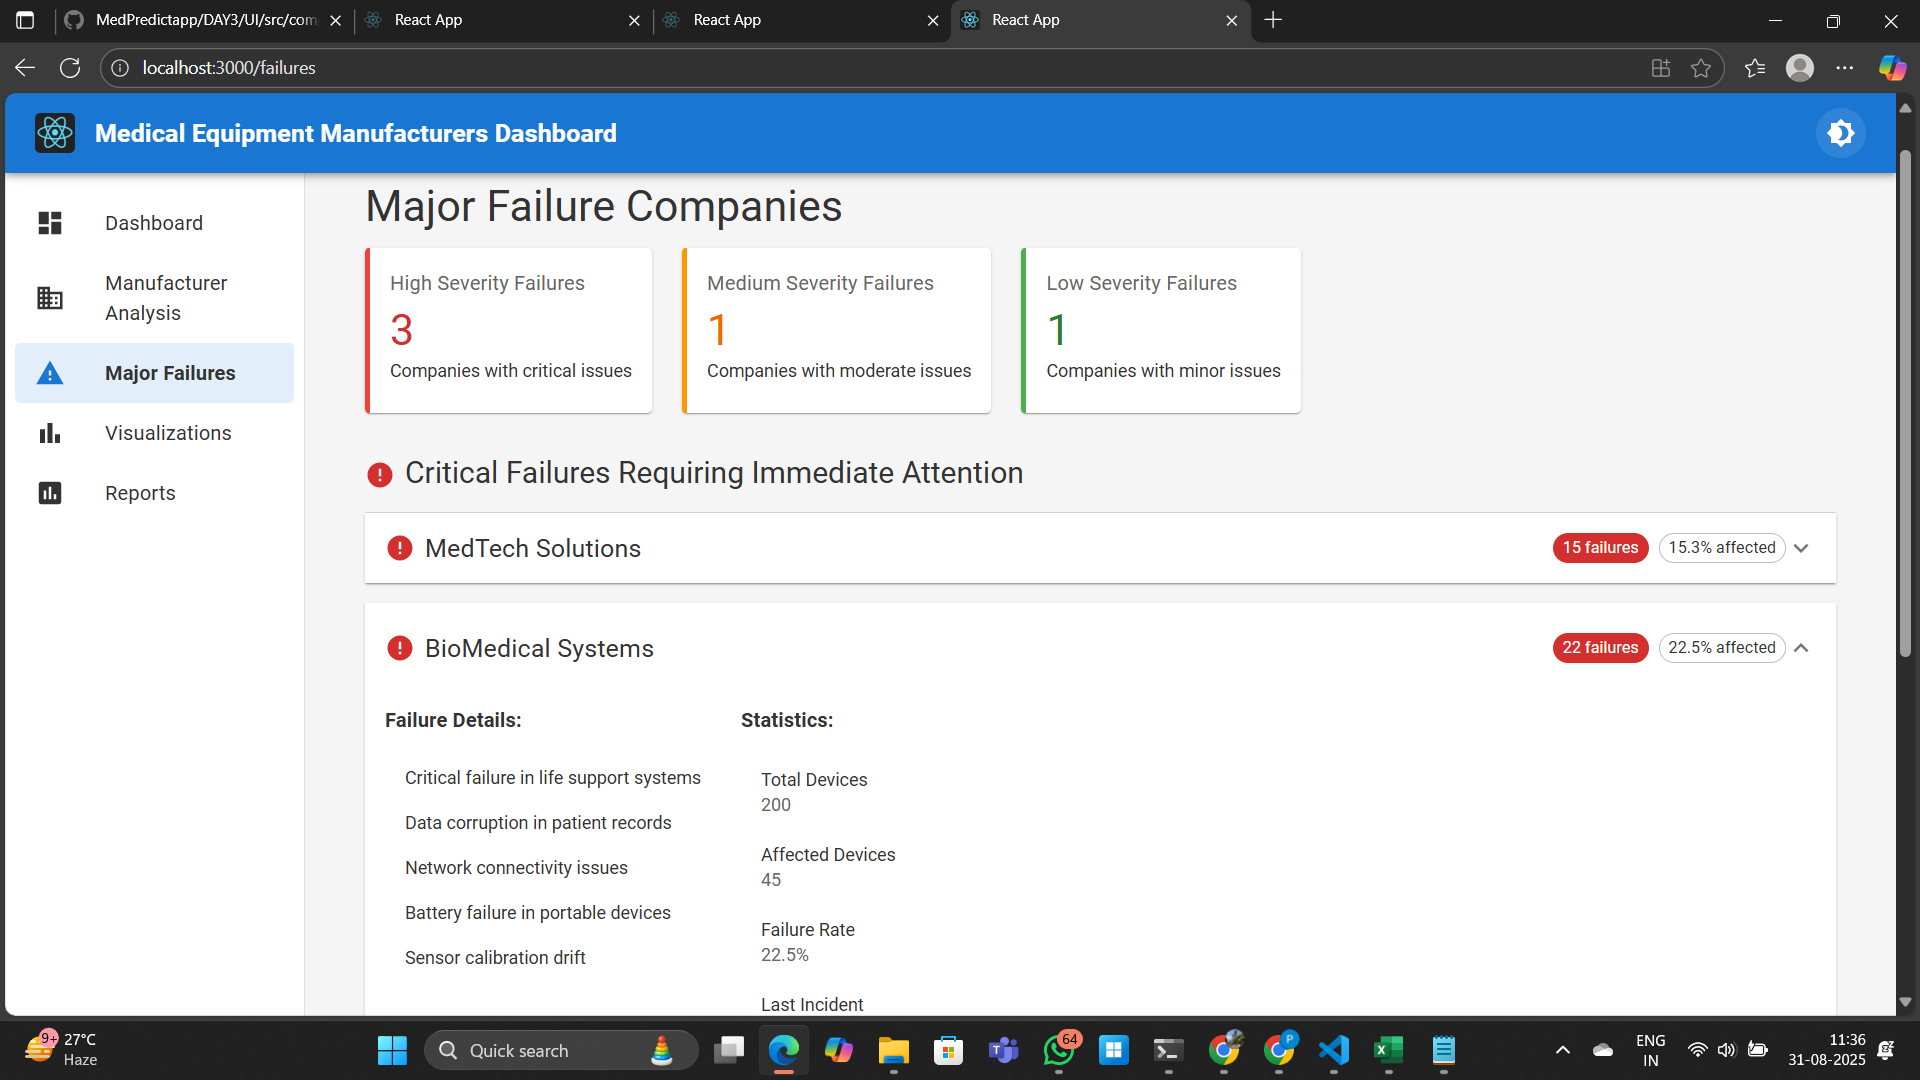 MedPredictapp/DAY3/UI/src/com
React App
React App
React App
localhost:3000/failures
Medical Equipment Manufacturers Dashboard
Dashboard
Manufacturer
Analysis
Major Failures
Visualizations
Reports
Major Failure Companies
High Severity Failures
3
Companies with critical issues
Medium Severity Failures
1
Companies with moderate issues
Low Severity Failures
1
Companies with minor issues
Critical Failures Requiring Immediate Attention
MedTech Solutions
15 failures
15.3% affected
BioMedical Systems
22 failures
22.5% affected
Failure Details:
Critical failure in life support systems
Data corruption in patient records
Network connectivity issues
Battery failure in portable devices
Sensor calibration drift
Statistics:
Total Devices
200
Affected Devices
45
Failure Rate
22.5%
Last Incident
9+
27°C
Haze
Quick search
64
P
ENG
IN
11:36
31-08-2025